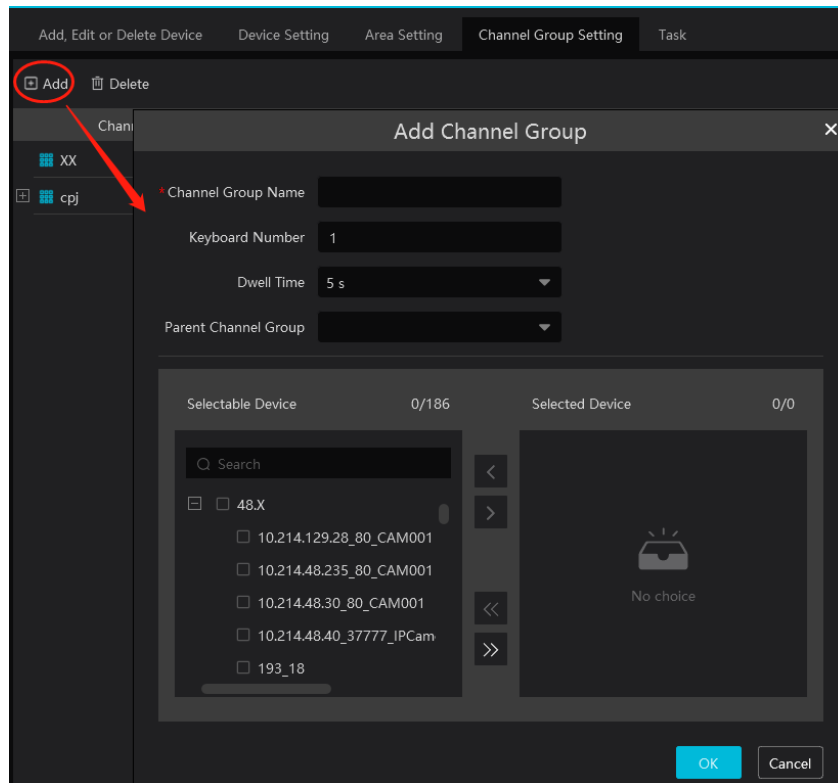 Add, Edit or Delete Device Device Setting Area Setting Channel Group Setting Task
Add Delete
Add Channel Group
XX
cpj
* Channel Group Name
Keyboard Number 1
Dwell Time 5 s
Parent Channel Group
Selectable Device 0/186 Selected Device 0/0
Search
48.X
10.214.129.28_80_CAM001
10.214.48.235_80_CAM001
10.214.48.30_80_CAM001
10.214.48.40_37777_IPCam
193_18
No choice
OK Cancel